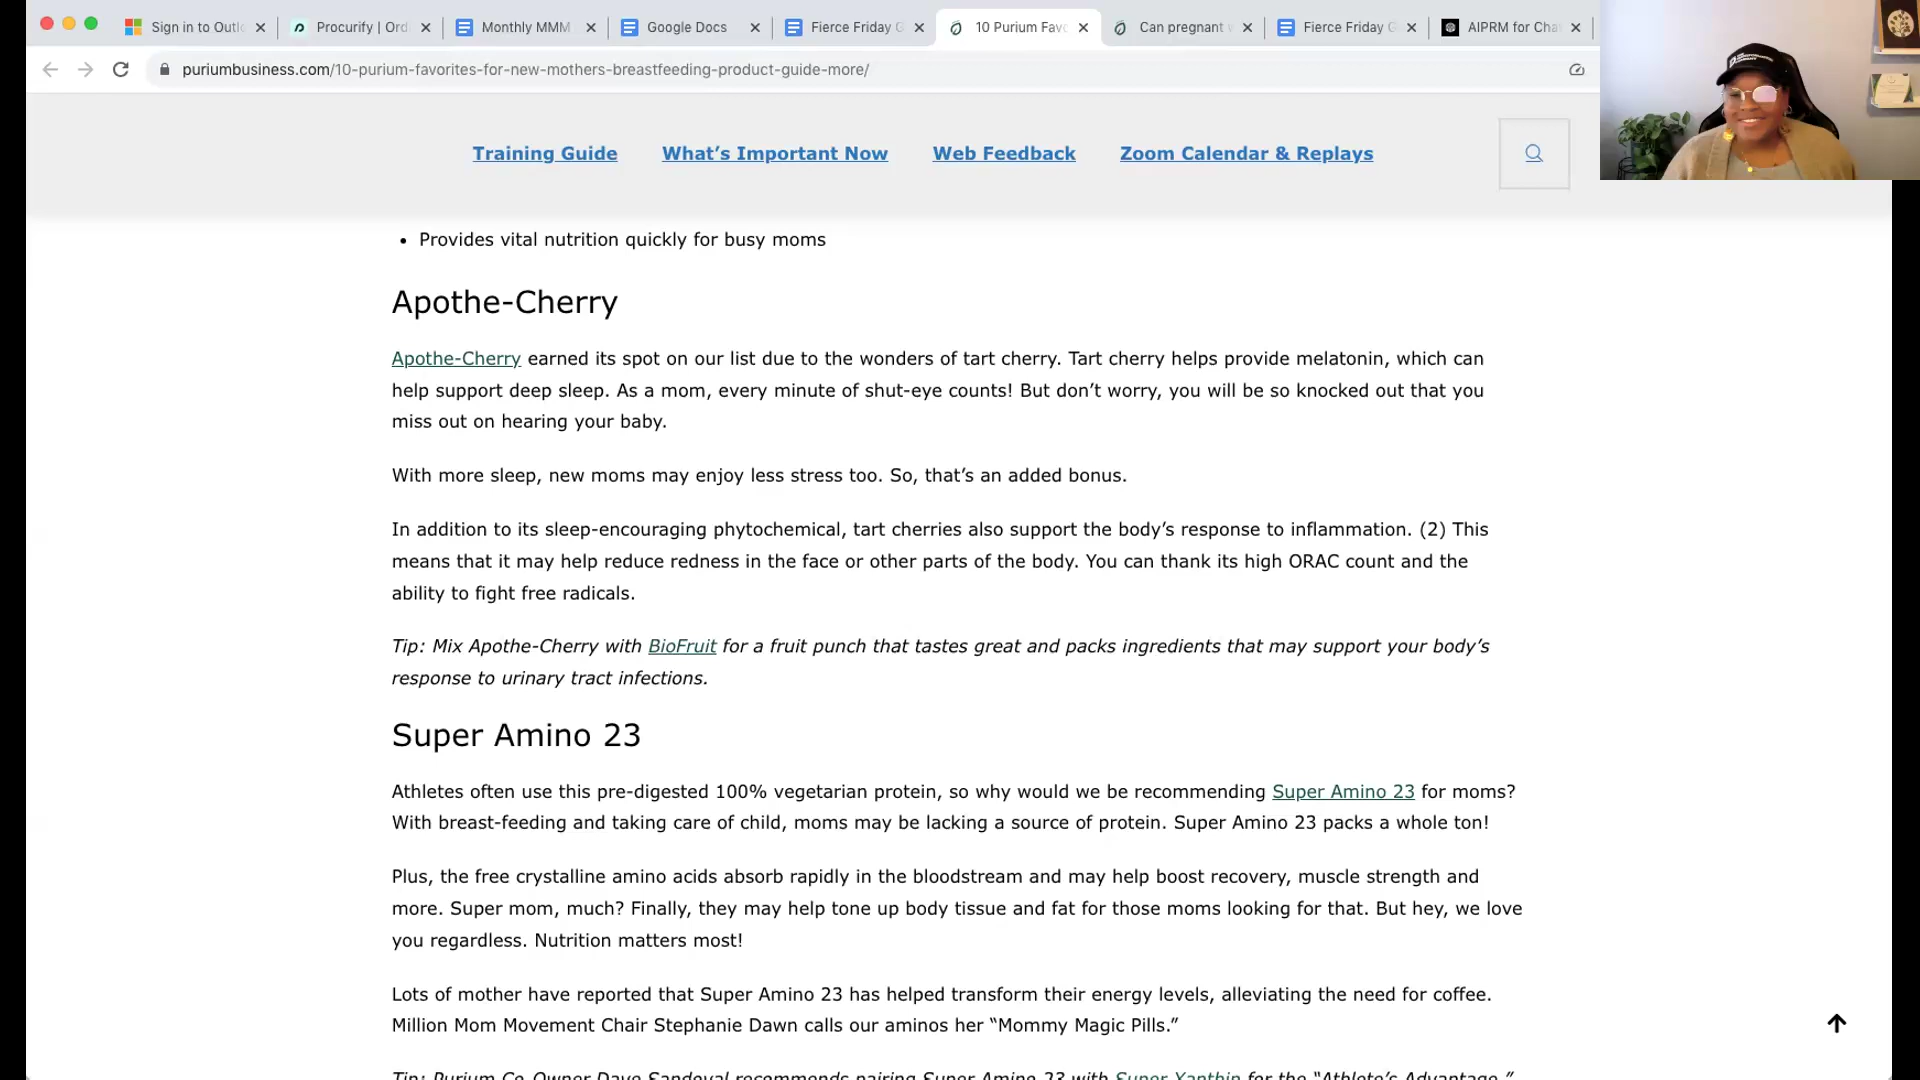 Sign in to Outlo
Procurify | Ord
Monthly MMM
Google Docs
Fierce Friday G
10 Purium Favo
Can pregnant w
Fierce Friday G
AIPRM for Cha
puriumbusiness.com/10-purium-favorites-for-new-mothers-breastfeeding-product-guide-more/
Training Guide
What’s Important Now
Web Feedback
Zoom Calendar & Replays
• Provides vital nutrition quickly for busy moms
Apothe-Cherry
Apothe-Cherry earned its spot on our list due to the wonders of tart cherry. Tart cherry helps provide melatonin, which can
help support deep sleep. As a mom, every minute of shut-eye counts! But don’t worry, you will be so knocked out that you
miss out on hearing your baby.
With more sleep, new moms may enjoy less stress too. So, that’s an added bonus.
In addition to its sleep-encouraging phytochemical, tart cherries also support the body’s response to inflammation. (2) This
means that it may help reduce redness in the face or other parts of the body. You can thank its high ORAC count and the
ability to fight free radicals.
Tip: Mix Apothe-Cherry with BioFruit for a fruit punch that tastes great and packs ingredients that may support your body’s
response to urinary tract infections.
Super Amino 23
Athletes often use this pre-digested 100% vegetarian protein, so why would we be recommending Super Amino 23 for moms?
With breast-feeding and taking care of child, moms may be lacking a source of protein. Super Amino 23 packs a whole ton!
Plus, the free crystalline amino acids absorb rapidly in the bloodstream and may help boost recovery, muscle strength and
more. Super mom, much? Finally, they may help tone up body tissue and fat for those moms looking for that. But hey, we love
you regardless. Nutrition matters most!
Lots of mother have reported that Super Amino 23 has helped transform their energy levels, alleviating the need for coffee.
Million Mom Movement Chair Stephanie Dawn calls our aminos her “Mommy Magic Pills.”
Tip: Purium Co-Owner Dave Sandoval recommends pairing Super Amino 23 with Super Xanthin for the “Athlete’s Advantage.”